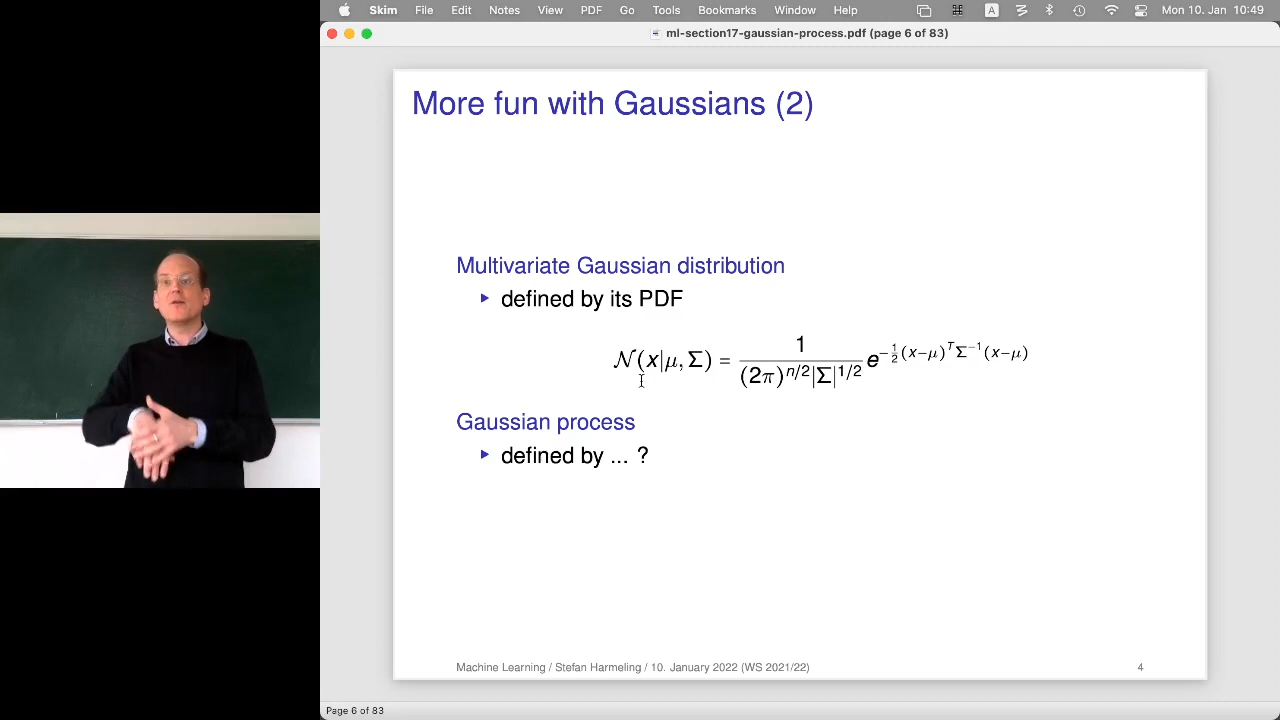 Skim File Edit Notes View PDF Go Tools Bookmarks Window Help A Mon 10. Jan 10:49
ml-section17-gaussian-process.pdf (page 6 of 83)
More fun with Gaussians (2)
Multivariate Gaussian distribution
▸ defined by its PDF
𝒩(x|μ, Σ) = 1 / ((2π)^{n/2}|Σ|^{1/2}) e^{−½(x−μ)^T Σ^{−1}(x−μ)}
Gaussian process
▸ defined by ... ?
Machine Learning / Stefan Harmeling / 10. January 2022 (WS 2021/22) 4
Page 6 of 83